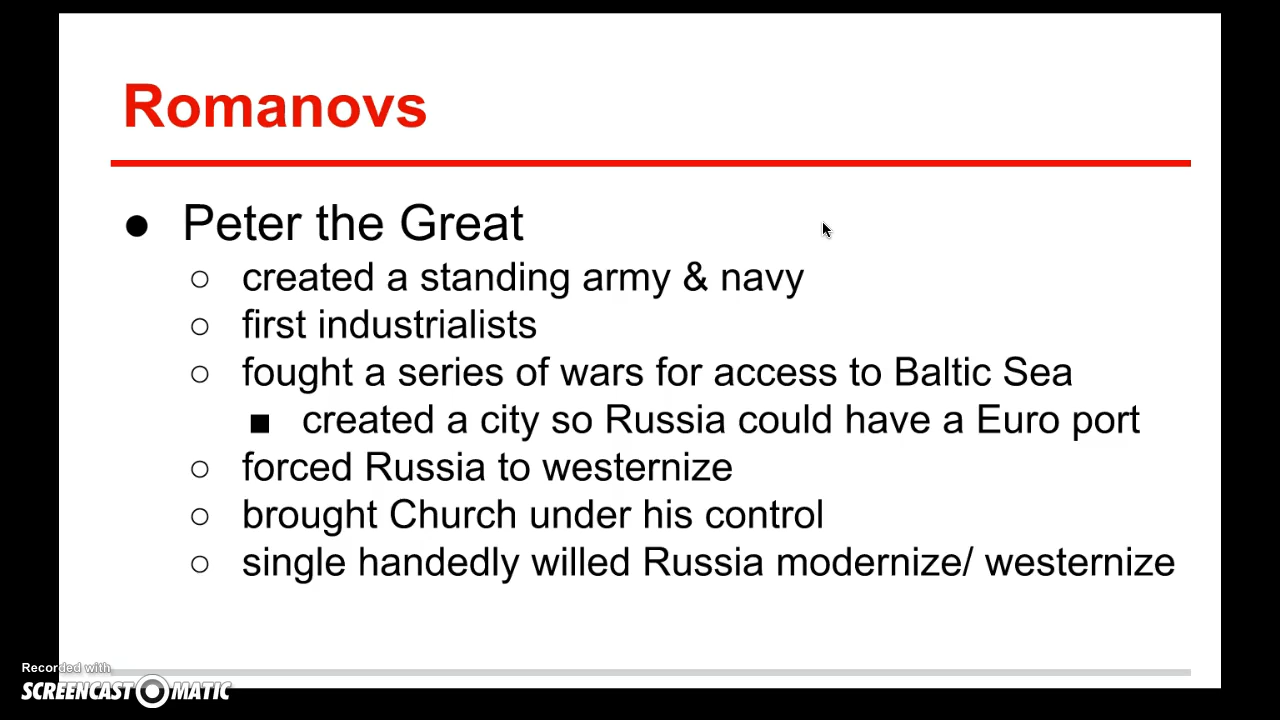 Romanovs
● Peter the Great
○ created a standing army & navy
○ first industrialists
○ fought a series of wars for access to Baltic Sea
■ created a city so Russia could have a Euro port
○ forced Russia to westernize
○ brought Church under his control
○ single handedly willed Russia modernize/ westernize
Recorded with
SCREENCAST MATIC